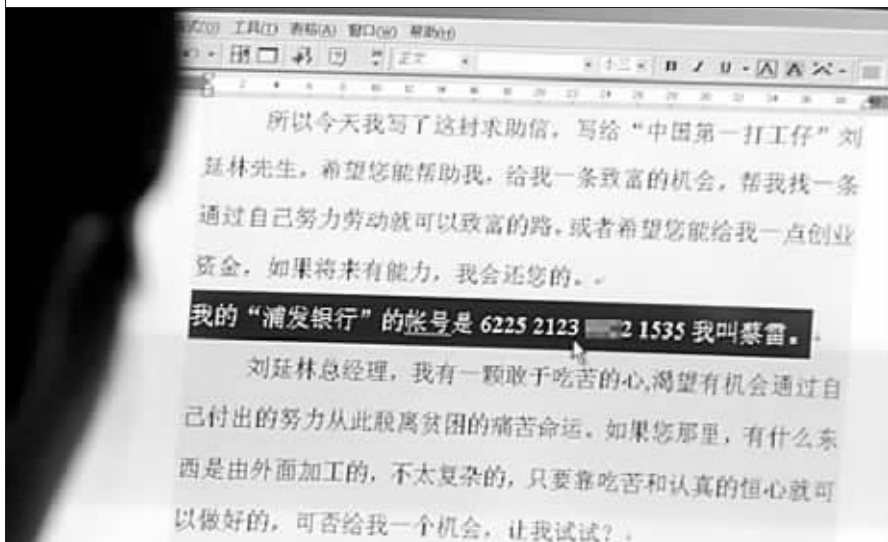 式(O) 工具(T) 表格(A) 窗口(W) 帮助(H)
正文 十三 B I U A A
所以今天我写了这封求助信，写给“中国第一打工仔”刘
延林先生，希望您能帮助我，给我一条致富的机会，帮我找一条
通过自己努力劳动就可以致富的路。或者希望您能给我一点创业
资金，如果将来有能力，我会还您的。
我的“浦发银行”的帐号是 6225 2123 2 1535 我叫蔡雷。
刘延林总经理，我有一颗敢于吃苦的心,渴望有机会通过自
己付出的努力从此脱离贫困的痛苦命运。如果您那里，有什么东
西是由外面加工的，不太复杂的，只要靠吃苦和认真的恒心就可
以做好的，可否给我一个机会，让我试试？